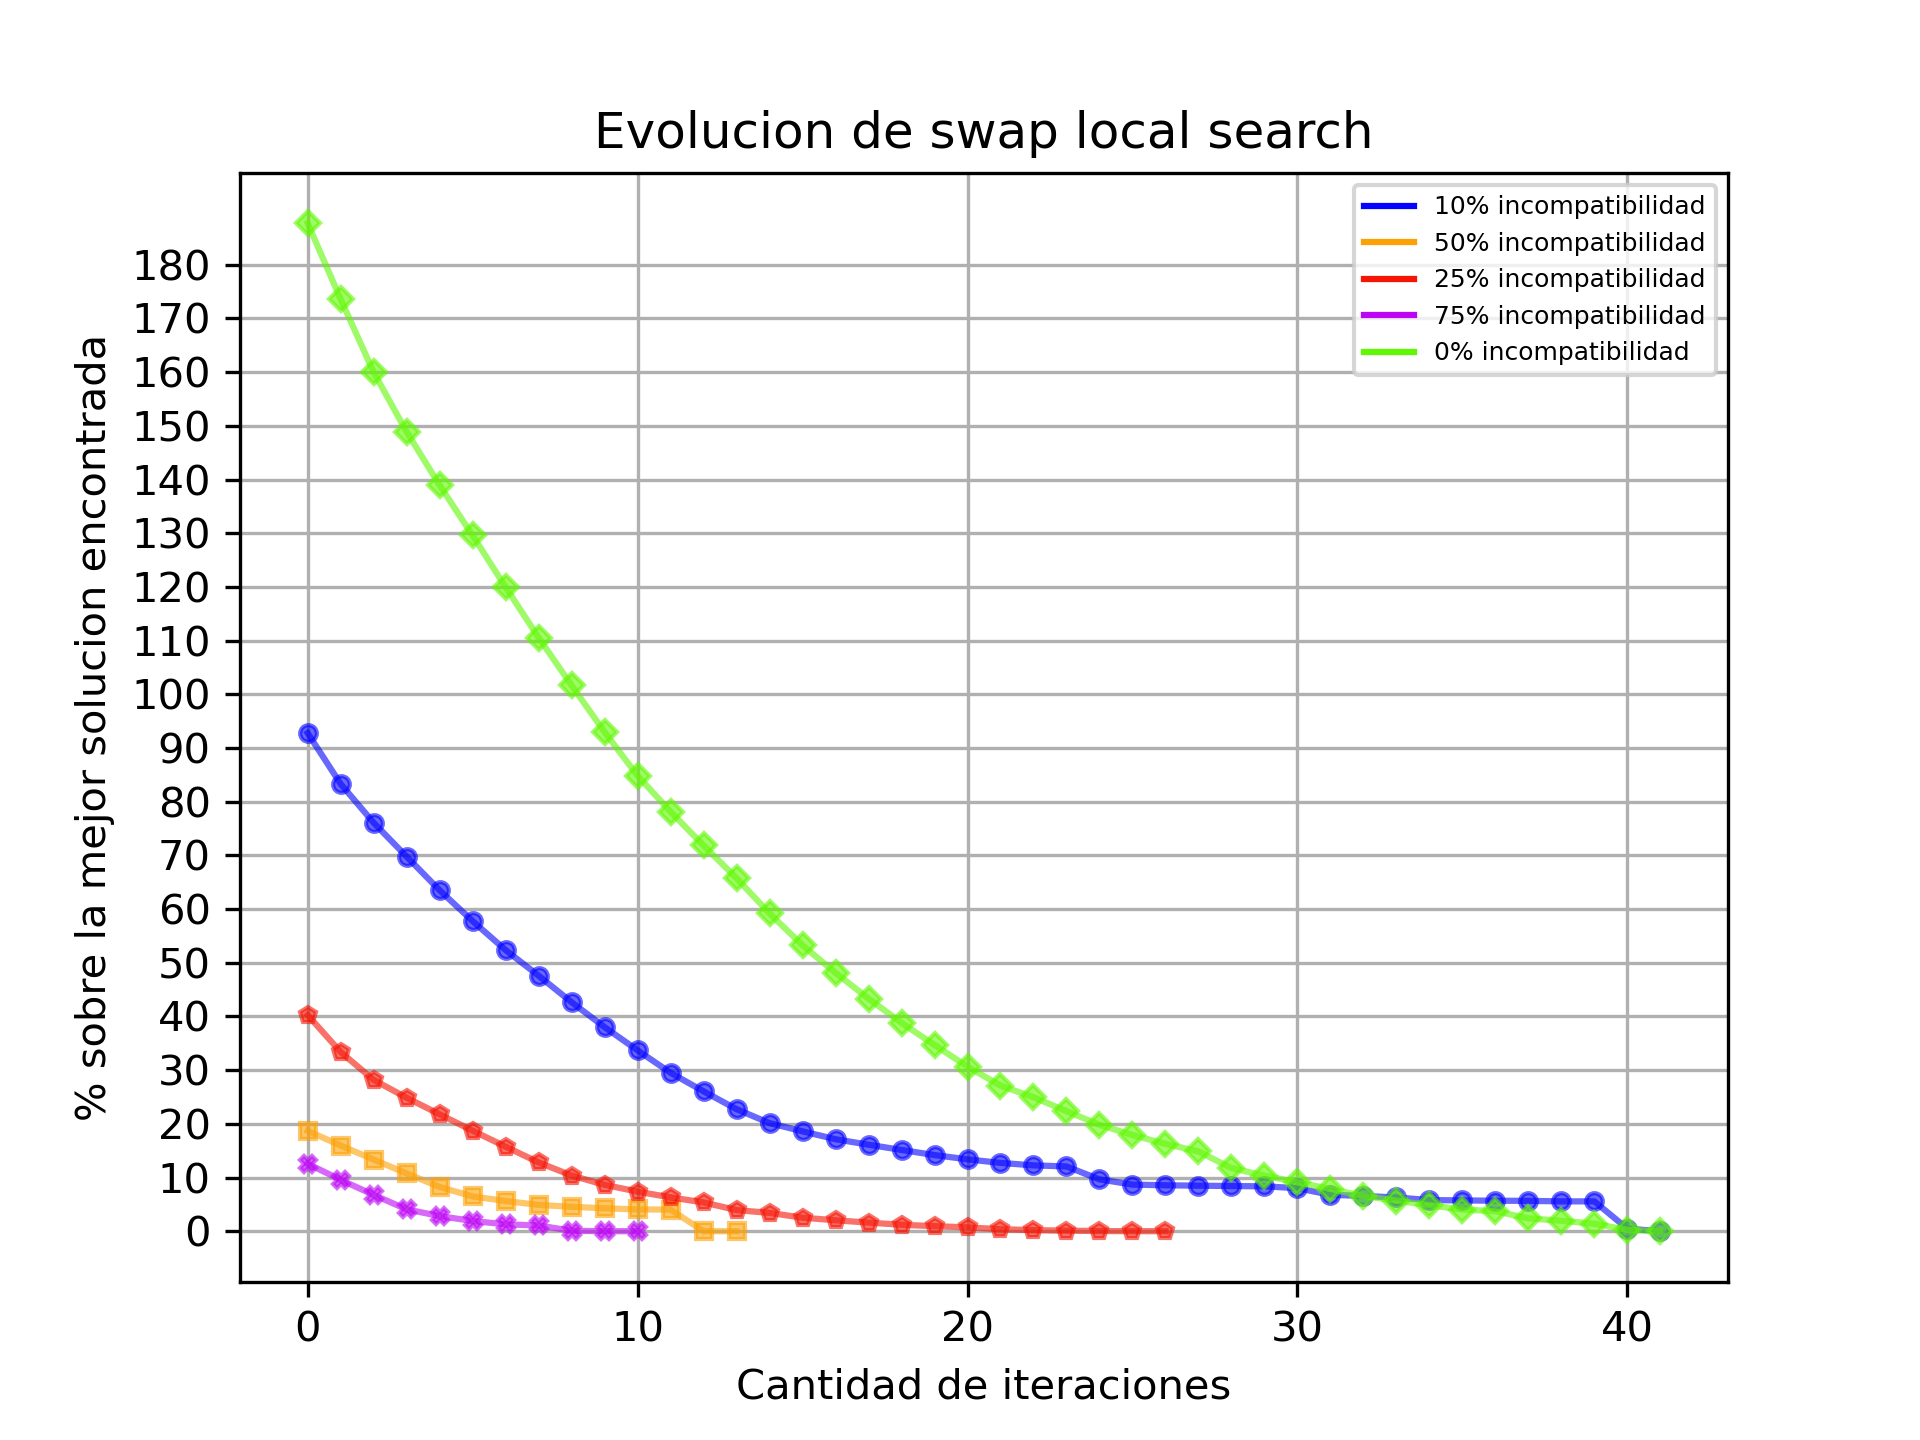 Evolucion de swap local search
10% incompatibilidad
50% incompatibilidad
25% incompatibilidad
75% incompatibilidad
0% incompatibilidad
% sobre la mejor solucion encontrada
180
170
160
150
140
130
120
110
100
90
80
70
60
50
40
30
20
10
0
0 10 20 30 40
Cantidad de iteraciones